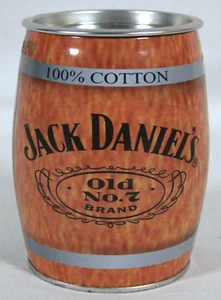 100% COTTON
JACK DANIEL'S
Old
No.7
BRAND